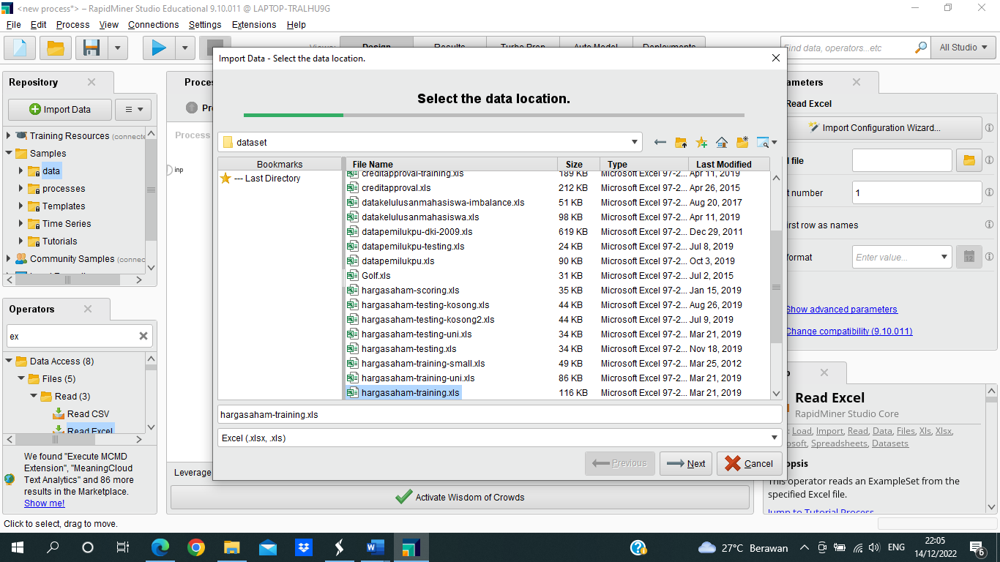 <new process*> – RapidMiner Studio Educational 9.10.011 @ LAPTOP-TRALHU9G
File Edit Process View Connections Settings Extensions Help
Views: Design Results Turbo Prep Auto Model Deployments
Find data, operators...etc
All Studio
Repository
Import Data
Training Resources (connecte
Samples
data
processes
Templates
Time Series
Tutorials
Community Samples (connec
Operators
ex
Data Access (8)
Files (5)
Read (3)
Read CSV
Read Excel
We found "Execute MCMD
Extension", "MeaningCloud
Text Analytics" and 86 more
results in the Marketplace.
Show me!
Process
inp
Leverage
Activate Wisdom of Crowds
Import Data - Select the data location.
Select the data location.
dataset
Bookmarks
--- Last Directory
File Name Size Type Last Modified
creditapproval-training.xls 189 KB Microsoft Excel 97-2... Apr 11, 2019
creditapproval.xls 212 KB Microsoft Excel 97-2... Apr 26, 2015
datakelulusanmahasiswa-imbalance.xls 51 KB Microsoft Excel 97-2... Aug 20, 2017
datakelulusanmahasiswa.xls 98 KB Microsoft Excel 97-2... Apr 11, 2019
datapemilukpu-dki-2009.xls 619 KB Microsoft Excel 97-2... Dec 29, 2011
datapemilukpu-testing.xls 24 KB Microsoft Excel 97-2... Jul 8, 2019
datapemilukpu.xls 90 KB Microsoft Excel 97-2... Oct 3, 2019
Golf.xls 31 KB Microsoft Excel 97-2... Jul 2, 2015
hargasaham-scoring.xls 35 KB Microsoft Excel 97-2... Jan 15, 2019
hargasaham-testing-kosong.xls 44 KB Microsoft Excel 97-2... Aug 26, 2019
hargasaham-testing-kosong2.xls 44 KB Microsoft Excel 97-2... Jul 9, 2019
hargasaham-testing-uni.xls 34 KB Microsoft Excel 97-2... Mar 21, 2019
hargasaham-testing.xls 34 KB Microsoft Excel 97-2... Nov 18, 2019
hargasaham-training-small.xls 49 KB Microsoft Excel 97-2... Mar 25, 2012
hargasaham-training-uni.xls 86 KB Microsoft Excel 97-2... Mar 21, 2019
hargasaham-training.xls 116 KB Microsoft Excel 97-2... Mar 21, 2019
hargasaham-training.xls
Excel (.xlsx, .xls)
Previous Next Cancel
ameters
Read Excel
Import Configuration Wizard...
l file
t number 1
irst row as names
format Enter value...
Show advanced parameters
Change compatibility (9.10.011)
Read Excel
RapidMiner Studio Core
: Load, Import, Read, Data, Files, Xls, Xlsx,
osoft, Spreadsheets, Datasets
opsis
This operator reads an ExampleSet from the
specified Excel file.
Jump to Tutorial Process
Click to select, drag to move.
27°C Berawan
ENG
22:05
14/12/2022
6